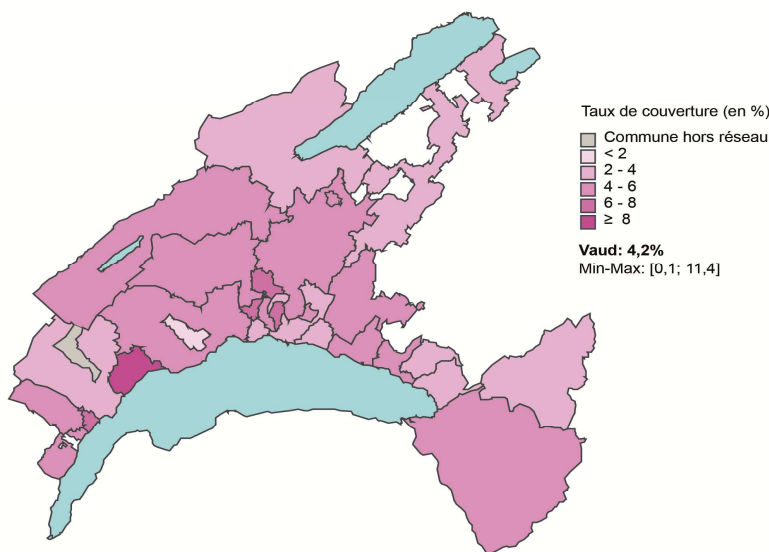 Taux de couverture (en %)
Commune hors réseau
< 2
2 - 4
4 - 6
6 - 8
≥ 8
Vaud: 4,2%
Min-Max: [0,1; 11,4]